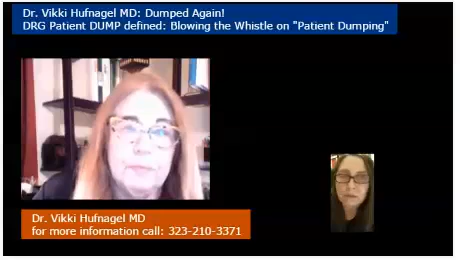 Dr. Vikki Hufnagel MD: Dumped Again!
DRG Patient DUMP defined: Blowing the Whistle on "Patient Dumping"
Dr. Vikki Hufnagel MD
for more information call: 323-210-3371